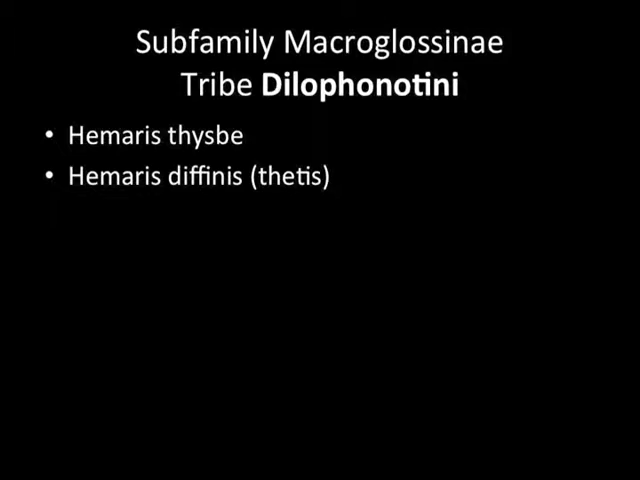 Subfamily Macroglossinae
Tribe Dilophonotini
• Hemaris thysbe
• Hemaris diffinis (thetis)